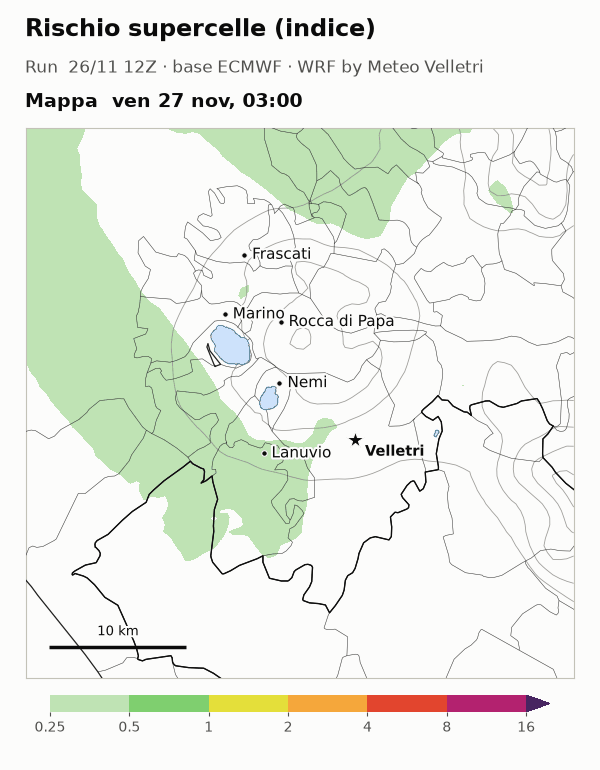 Rischio supercelle (indice)
Run  26/11 12Z · base ECMWF · WRF by Meteo Velletri
Mappa  ven 27 nov, 03:00
Frascati
Marino
Rocca di Papa
Nemi
Velletri
Lanuvio
10 km
0.25 0.5 1 2 4 8 16